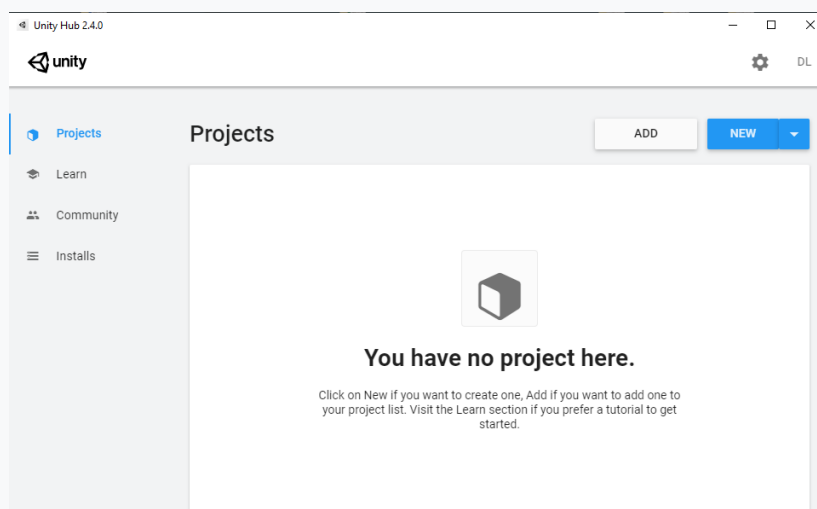 Unity Hub 2.4.0
unity
DL
Projects
Learn
Community
Installs
Projects
ADD
NEW
You have no project here.
Click on New if you want to create one, Add if you want to add one to
your project list. Visit the Learn section if you prefer a tutorial to get
started.